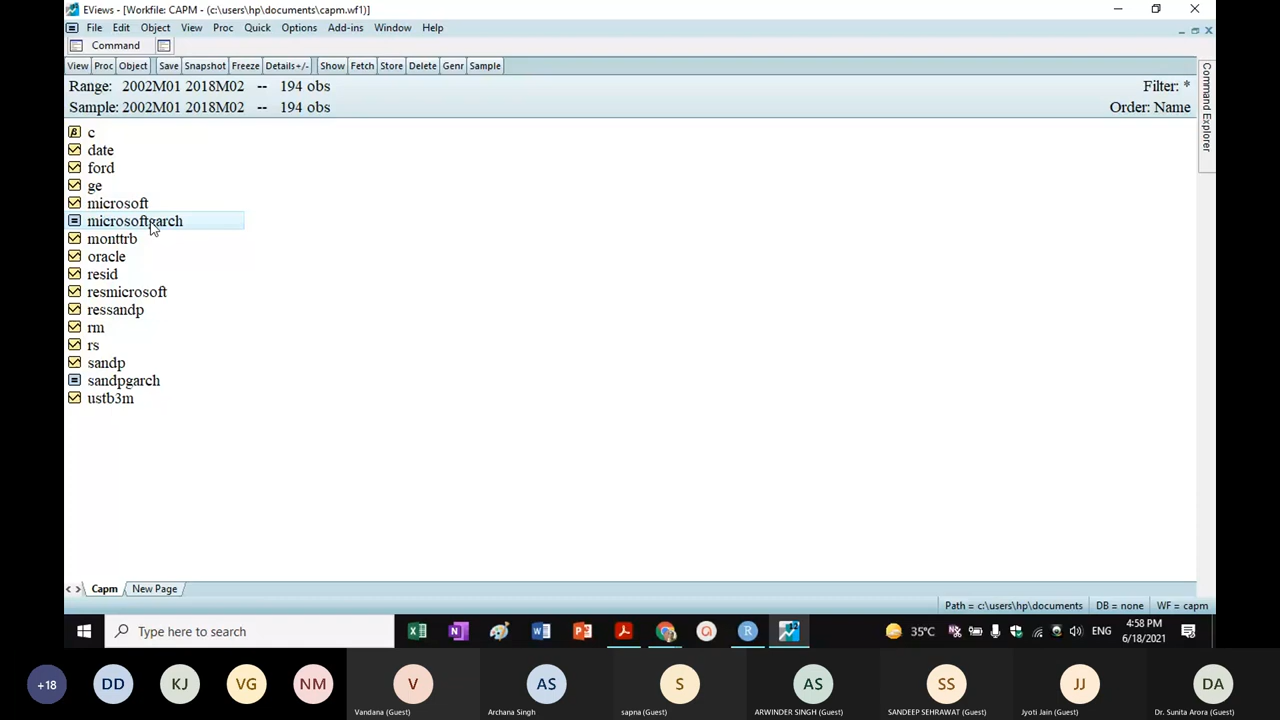 EViews - [Workfile: CAPM - (c:\users\hp\documents\capm.wf1)]
File Edit Object View Proc Quick Options Add-ins Window Help
Command
View Proc Object Save Snapshot Freeze Details+/- Show Fetch Store Delete Genr Sample
Range: 2002M01 2018M02 -- 194 obs Filter: *
Sample: 2002M01 2018M02 -- 194 obs Order: Name
Command Explorer
c
date
ford
ge
microsoft
microsoftgarch
monttrb
oracle
resid
resmicrosoft
ressandp
rm
rs
sandp
sandpgarch
ustb3m
Capm New Page
Path = c:\users\hp\documents DB = none WF = capm
Type here to search
35°C ENG
4:58 PM
6/18/2021
+18 DD KJ VG NM V AS S AS SS JJ DA
Vandana (Guest) Archana Singh sapna (Guest) ARWINDER SINGH (Guest) SANDEEP SEHRAWAT (Guest) Jyoti Jain (Guest) Dr. Sunita Arora (Guest)